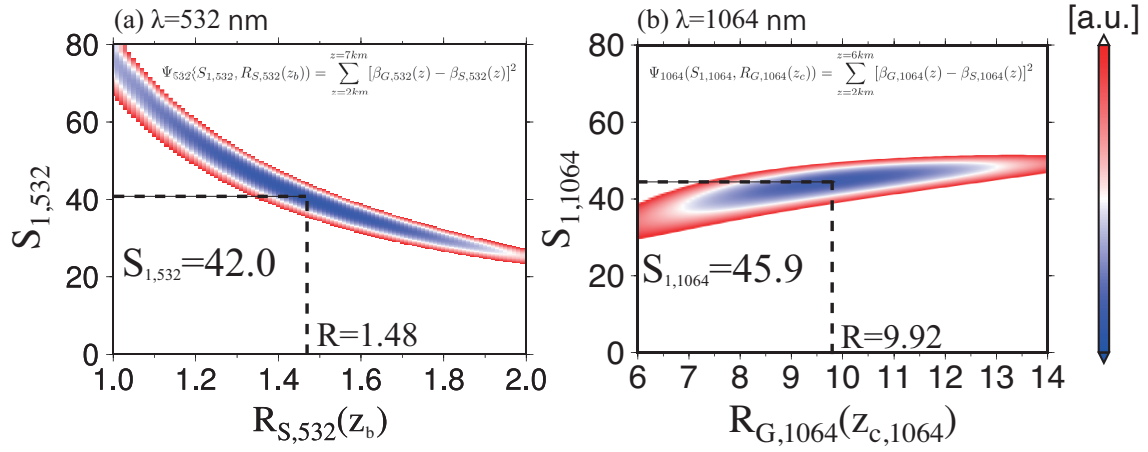 (a) λ=532 nm
(b) λ=1064 nm
[a.u.]
Ψ532(S1,532, RS,532(zb)) = ∑z=2km z=7km [βG,532(z) − βS,532(z)]²
Ψ1064(S1,1064, RG,1064(zc)) = ∑z=2km z=6km [βG,1064(z) − βS,1064(z)]²
S1,532
80
60
40
20
0
S1,532=42.0
R=1.48
1.0 1.2 1.4 1.6 1.8 2.0
RS,532(zb)
S1,1064
80
60
40
20
0
S1,1064=45.9
R=9.92
6 7 8 9 10 11 12 13 14
RG,1064(zc,1064)